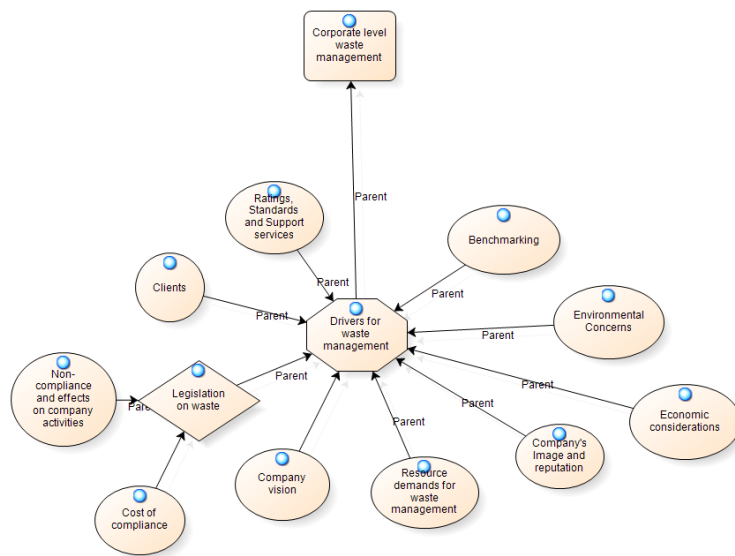 Corporate level
waste
management
Parent
Ratings,
Standards
and Support
services
Parent
Benchmarking
Parent
Clients
Parent
Drivers for
waste
management
Environmental
Concerns
Parent
Non-
compliance and
effects on
company
activities
Legislation
on waste
Parent
Economic
considerations
Parent
Company's
Image and
reputation
Parent
Company
vision
Resource
demands for
waste
management
Cost of
compliance